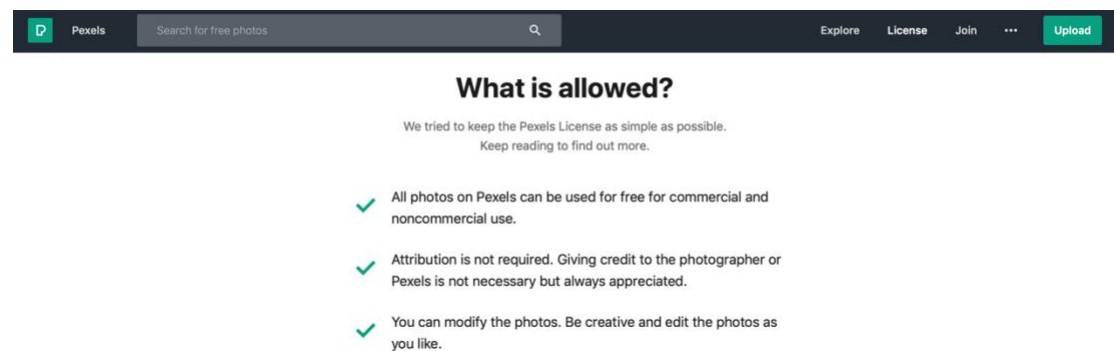 Pexels Search for free photos Explore License Join ••• Upload
What is allowed?
We tried to keep the Pexels License as simple as possible.
Keep reading to find out more.
All photos on Pexels can be used for free for commercial and
noncommercial use.
Attribution is not required. Giving credit to the photographer or
Pexels is not necessary but always appreciated.
You can modify the photos. Be creative and edit the photos as
you like.